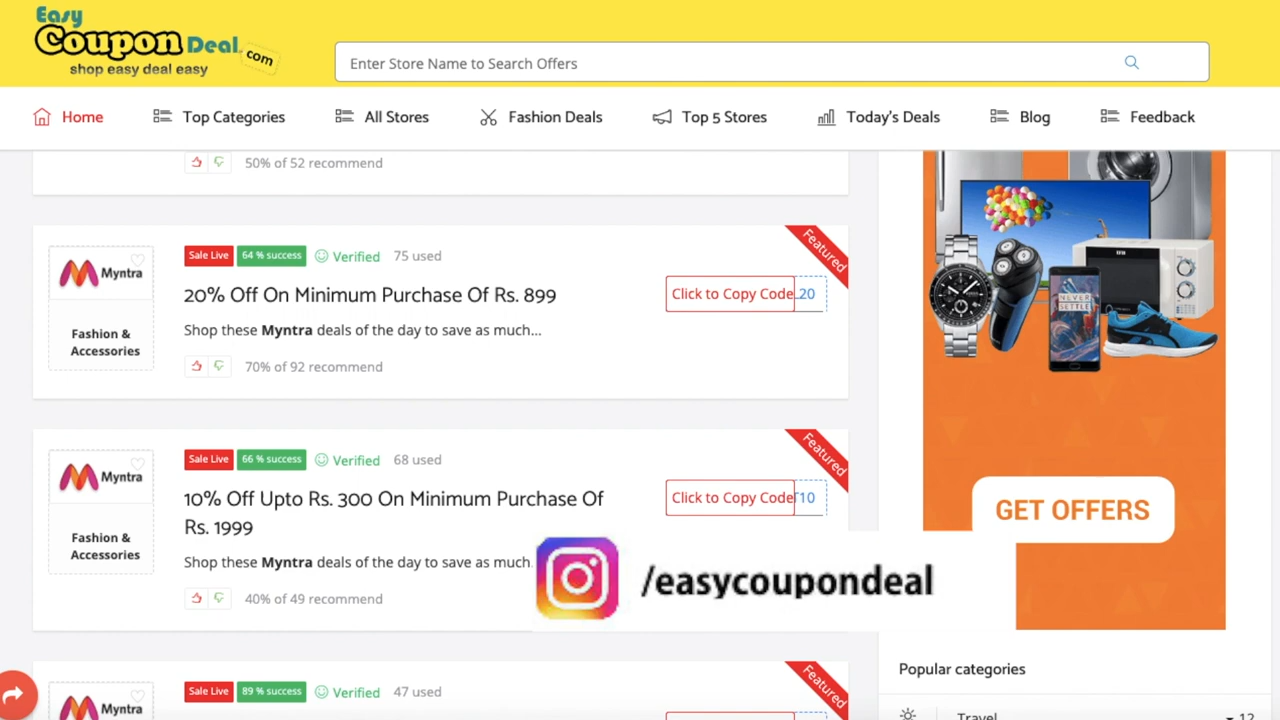 Easy
Coupon Deal .com
shop easy deal easy
Enter Store Name to Search Offers
Home
Top Categories
All Stores
Fashion Deals
Top 5 Stores
Today's Deals
Blog
Feedback
50% of 52 recommend
Myntra
Fashion &
Accessories
Sale Live
64 % success
Verified
75 used
20% Off On Minimum Purchase Of Rs. 899
Shop these Myntra deals of the day to save as much...
70% of 92 recommend
Click to Copy Code
20
Featured
Myntra
Fashion &
Accessories
Sale Live
66 % success
Verified
68 used
10% Off Upto Rs. 300 On Minimum Purchase Of
Rs. 1999
Shop these Myntra deals of the day to save as much.
40% of 49 recommend
Click to Copy Code
10
Featured
/easycoupondeal
Myntra
Sale Live
89 % success
Verified
47 used
Featured
NEVER
SETTLE
GET OFFERS
Popular categories
Travel
12